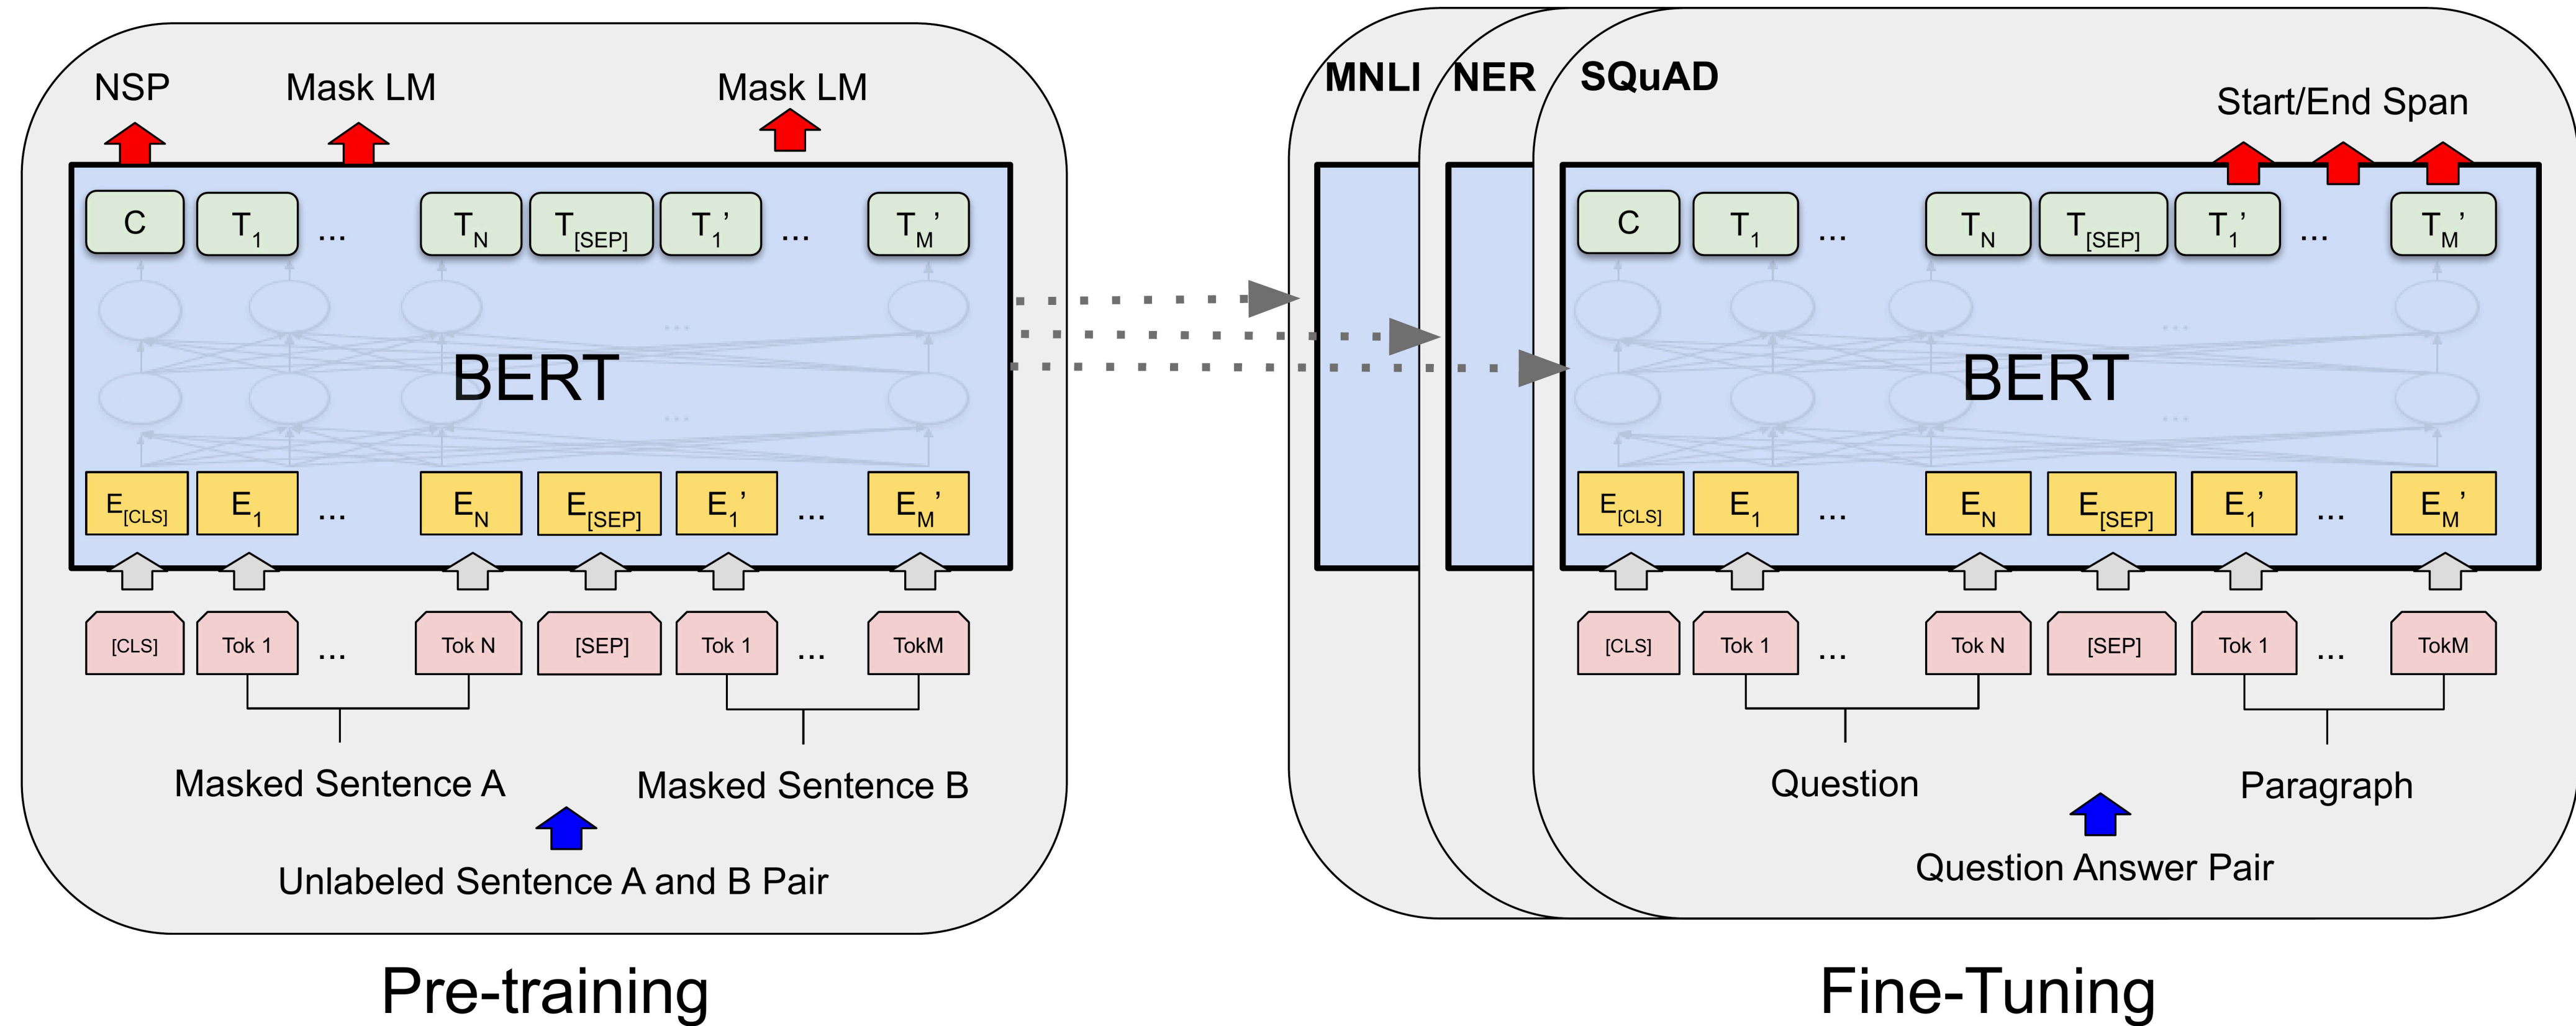 NSP Mask LM Mask LM
C T1 ... TN T[SEP] T1’ ... TM’
BERT
E[CLS] E1 ... EN E[SEP] E1’ ... EM’
[CLS] Tok 1 ... Tok N [SEP] Tok 1 ... TokM
Masked Sentence A Masked Sentence B
Unlabeled Sentence A and B Pair
Pre-training
MNLI NER SQuAD
Start/End Span
C T1 ... TN T[SEP] T1’ ... TM’
BERT
E[CLS] E1 ... EN E[SEP] E1’ ... EM’
[CLS] Tok 1 ... Tok N [SEP] Tok 1 ... TokM
Question Paragraph
Question Answer Pair
Fine-Tuning